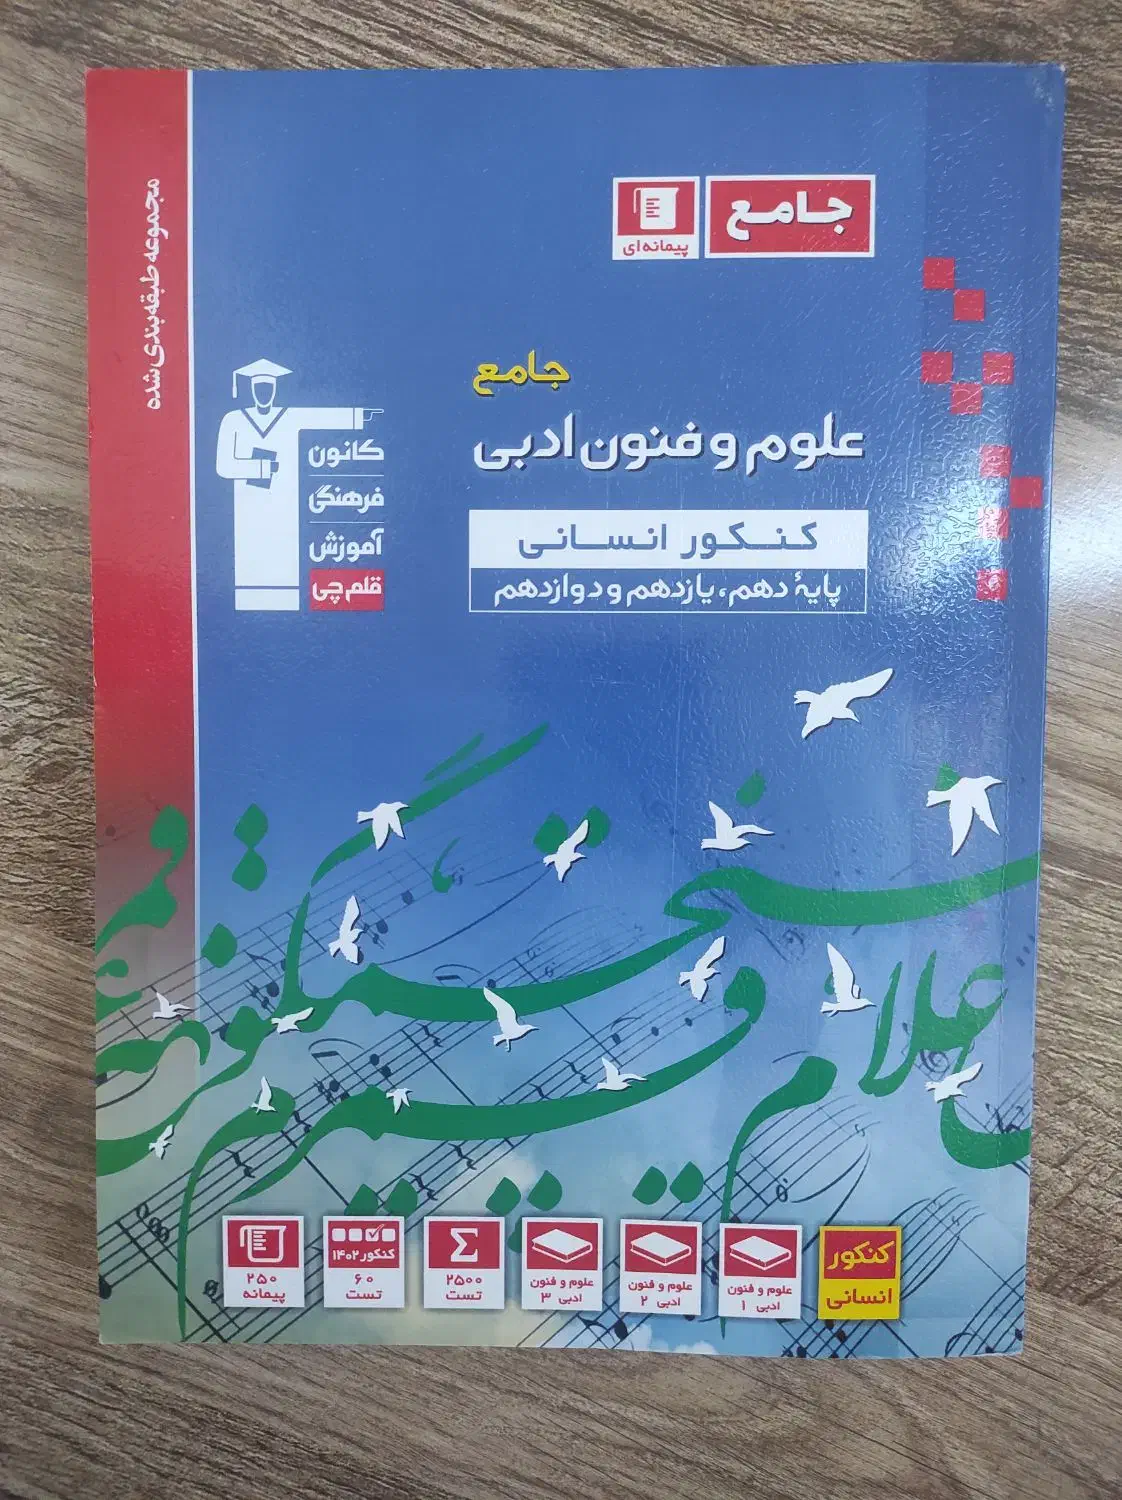 مجموعه طبقه‌بندی شده
جامع
پیمانه‌ای
جامع
علوم و فنون ادبی
کنکور انسانی
پایهٔ دهم، یازدهم و دوازدهم
کانون
فرهنگی
آموزش
قلم‌چی
کنکور
انسانی
علوم و فنون
ادبی ۱
علوم و فنون
ادبی ۲
علوم و فنون
ادبی ۳
Σ
۲۵۰۰
تست
کنکور ۱۴۰۲
۶۰
تست
۲۵۰
پیمانه